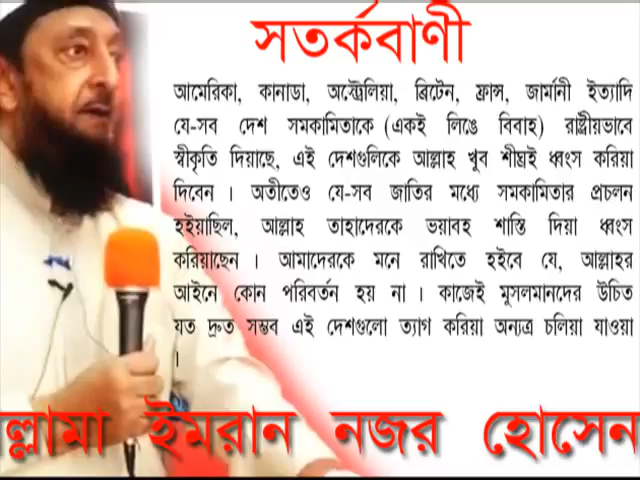 সতর্কবাণী
আমেরিকা, কানাডা, অস্ট্রেলিয়া, ব্রিটেন, ফ্রান্স, জার্মানী ইত্যাদি
যে-সব দেশ সমকামিতাকে (একই লিঙে বিবাহ) রাষ্ট্রীয়ভাবে
স্বীকৃতি দিয়াছে, এই দেশগুলিকে আল্লাহ খুব শীঘ্রই ধ্বংস করিয়া
দিবেন । অতীতেও যে-সব জাতির মধ্যে সমকামিতার প্রচলন
হইয়াছিল, আল্লাহ তাহাদেরকে ভয়াবহ শাস্তি দিয়া ধ্বংস
করিয়াছেন । আমাদেরকে মনে রাখিতে হইবে যে, আল্লাহর
আইনে কোন পরিবর্তন হয় না । কাজেই মুসলমানদের উচিত
যত দ্রুত সম্ভব এই দেশগুলো ত্যাগ করিয়া অন্যত্র চলিয়া যাওয়া
।
ল্লামা ইমরান নজর হোসেন